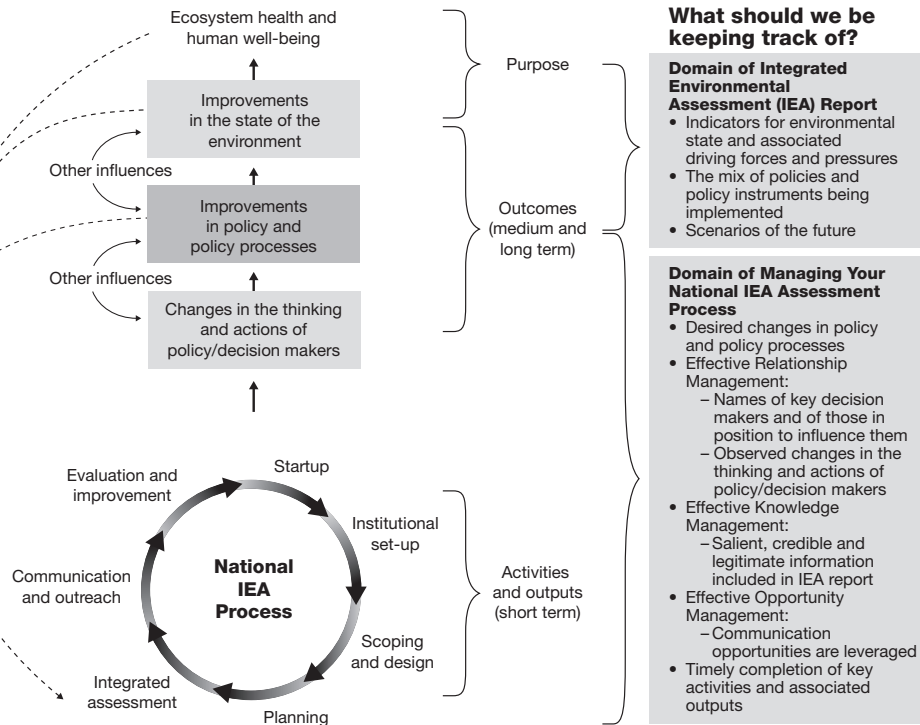 Ecosystem health and
human well-being
Improvements
in the state of the
environment
Other influences
Improvements
in policy and
policy processes
Other influences
Changes in the thinking
and actions of
policy/decision makers
Purpose
Outcomes
(medium and
long term)
Activities
and outputs
(short term)
National
IEA
Process
Startup
Institutional
set-up
Scoping
and design
Planning
Integrated
assessment
Communication
and outreach
Evaluation and
improvement
What should we be
keeping track of?
Domain of Integrated
Environmental
Assessment (IEA) Report
• Indicators for environmental
state and associated
driving forces and pressures
• The mix of policies and
policy instruments being
implemented
• Scenarios of the future
Domain of Managing Your
National IEA Assessment
Process
• Desired changes in policy
and policy processes
• Effective Relationship
Management:
– Names of key decision
makers and of those in
position to influence them
– Observed changes in the
thinking and actions of
policy/decision makers
• Effective Knowledge
Management:
– Salient, credible and
legitimate information
included in IEA report
• Effective Opportunity
Management:
– Communication
opportunities are leveraged
• Timely completion of key
activities and associated
outputs